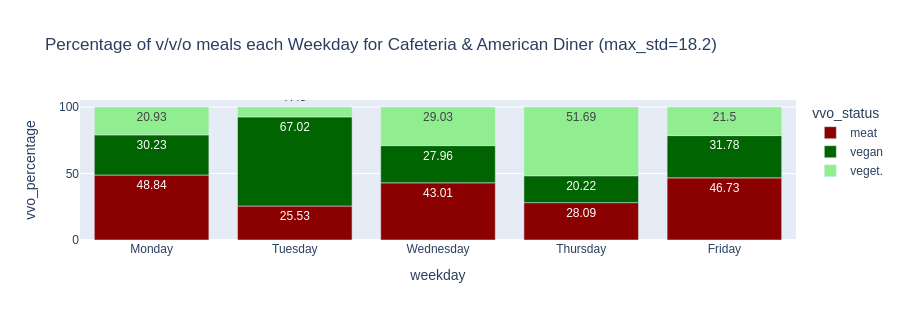 Percentage of v/v/o meals each Weekday for Cafeteria & American Diner (max_std=18.2)
vvo_percentage
100
50
0
20.93
30.23
48.84
67.02
25.53
29.03
27.96
43.01
51.69
20.22
28.09
21.5
31.78
46.73
Monday
Tuesday
Wednesday
Thursday
Friday
weekday
vvo_status
meat
vegan
veget.